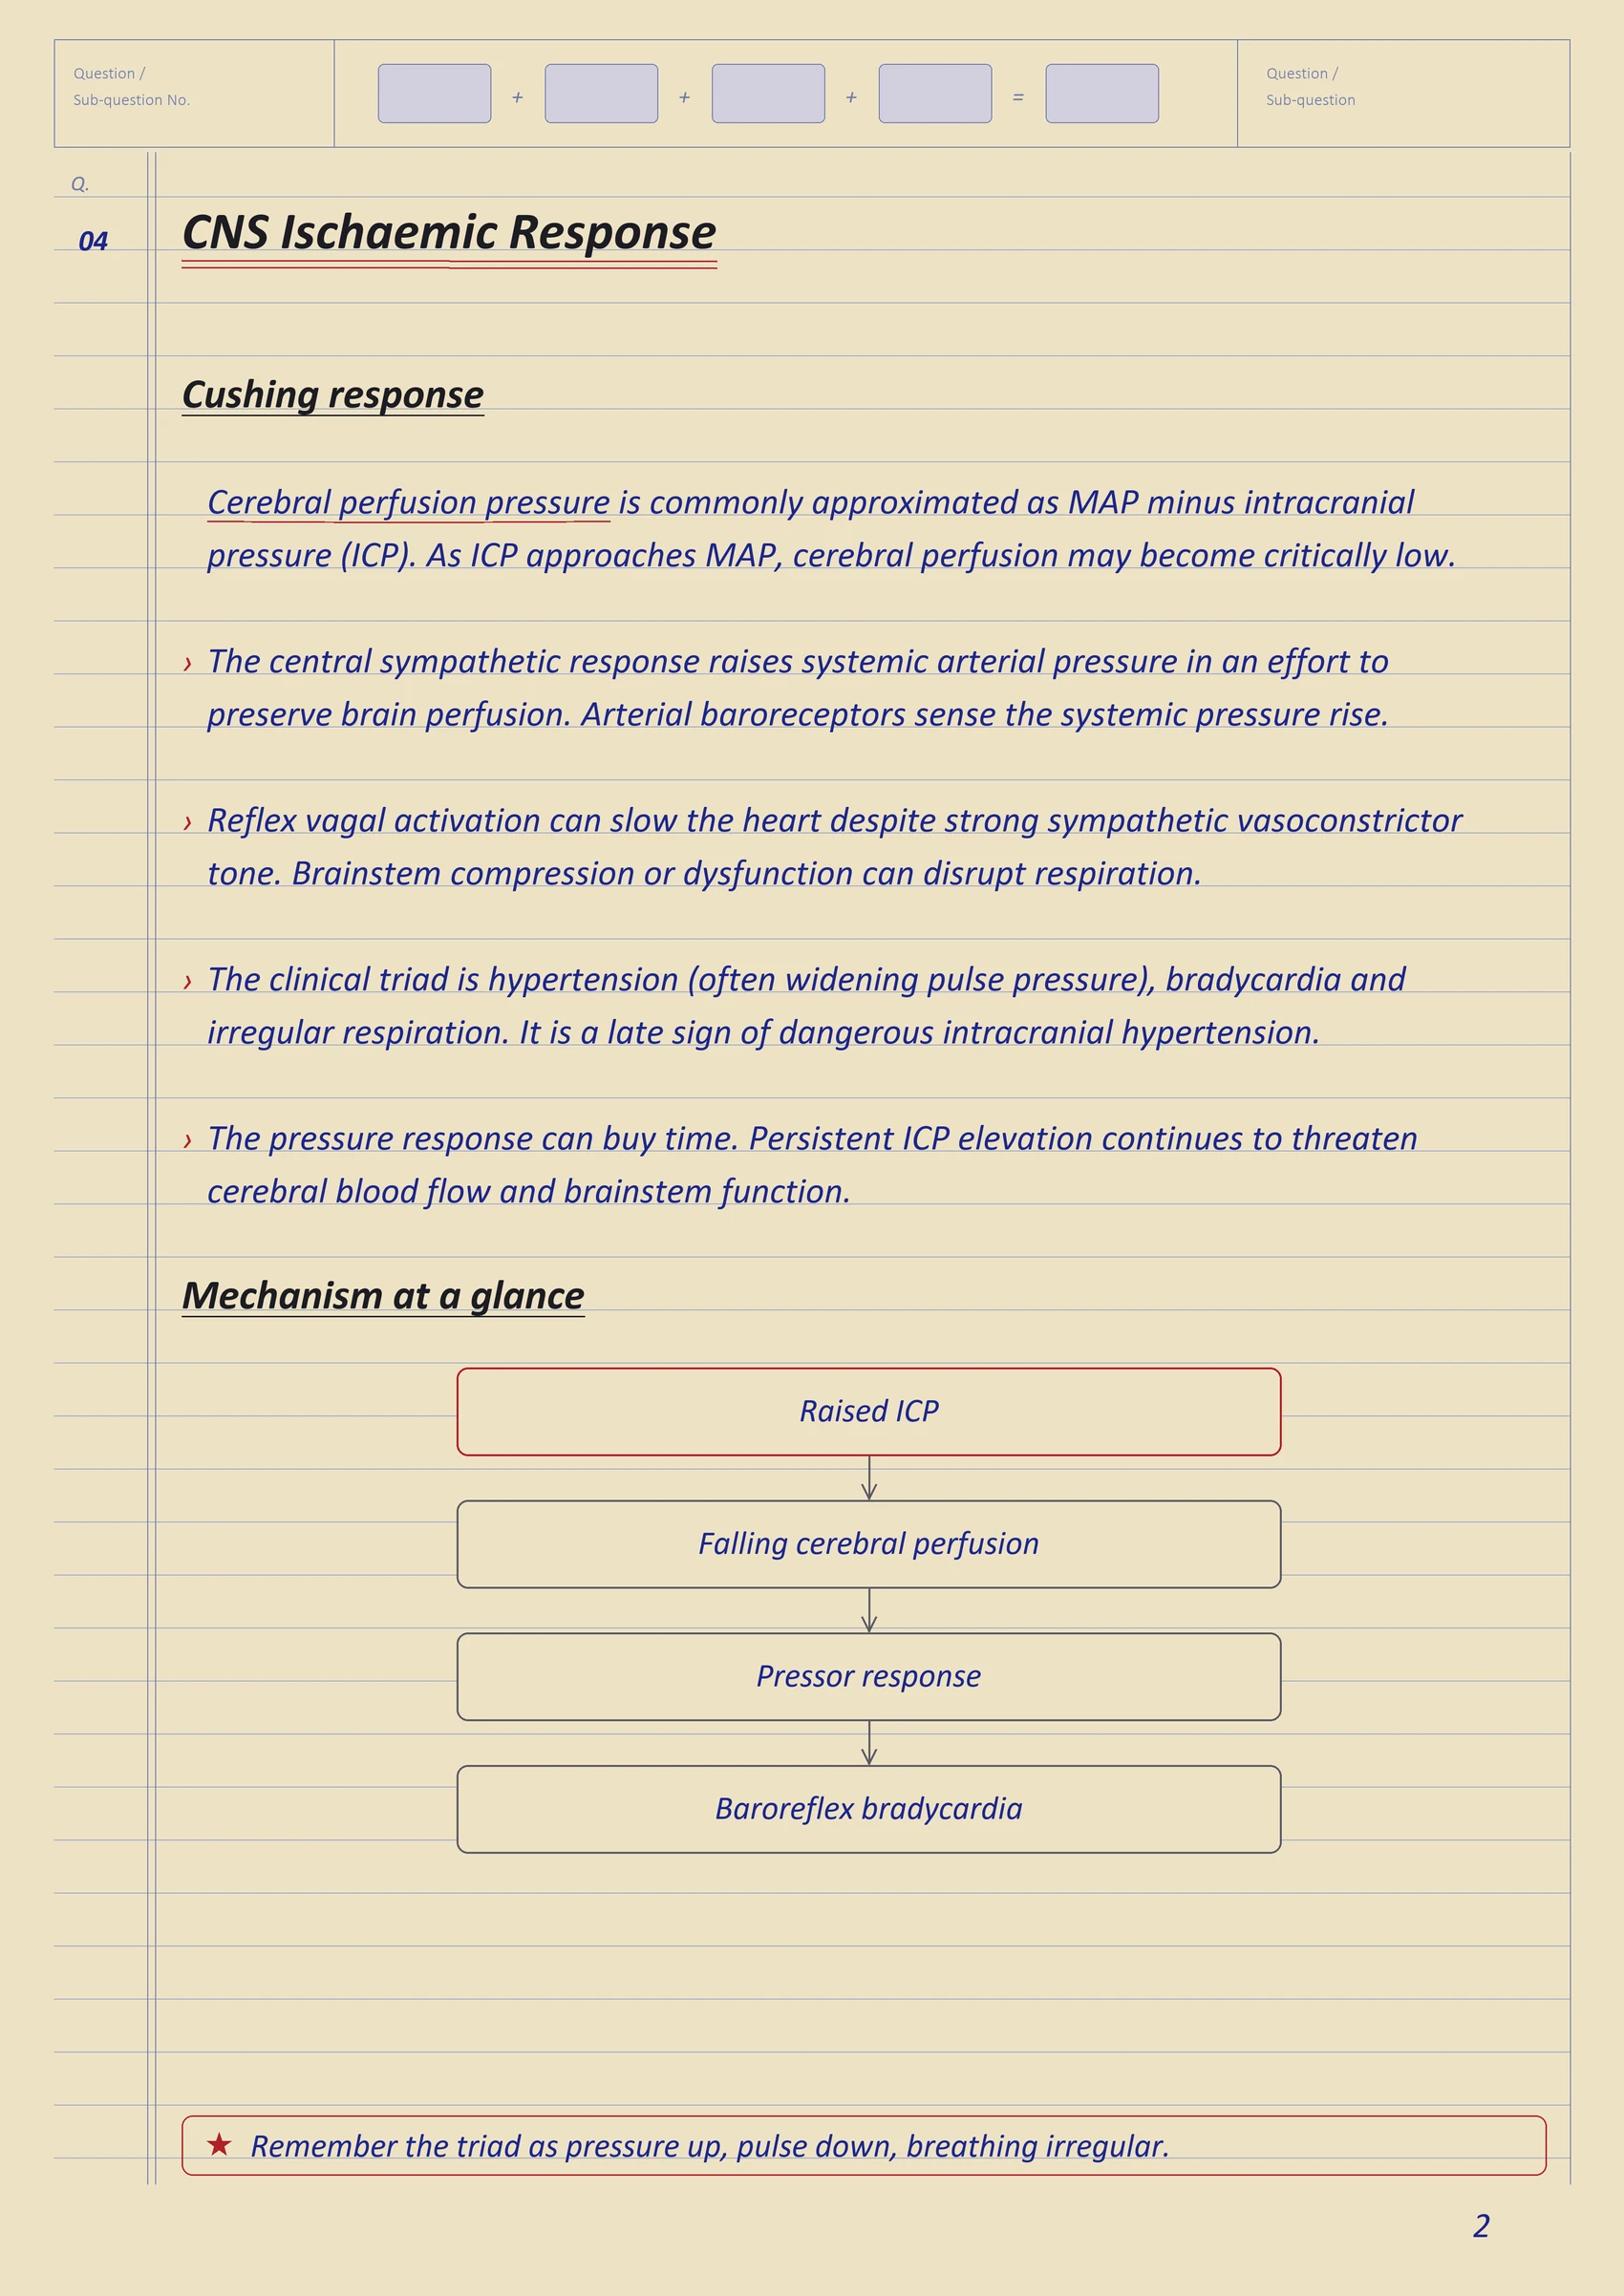 Question /
Sub-question No.
+ + + =
Question /
Sub-question
Q.
04
CNS Ischaemic Response
Cushing response
Cerebral perfusion pressure is commonly approximated as MAP minus intracranial
pressure (ICP). As ICP approaches MAP, cerebral perfusion may become critically low.
› The central sympathetic response raises systemic arterial pressure in an effort to
preserve brain perfusion. Arterial baroreceptors sense the systemic pressure rise.
› Reflex vagal activation can slow the heart despite strong sympathetic vasoconstrictor
tone. Brainstem compression or dysfunction can disrupt respiration.
› The clinical triad is hypertension (often widening pulse pressure), bradycardia and
irregular respiration. It is a late sign of dangerous intracranial hypertension.
› The pressure response can buy time. Persistent ICP elevation continues to threaten
cerebral blood flow and brainstem function.
Mechanism at a glance
Raised ICP
Falling cerebral perfusion
Pressor response
Baroreflex bradycardia
★ Remember the triad as pressure up, pulse down, breathing irregular.
2